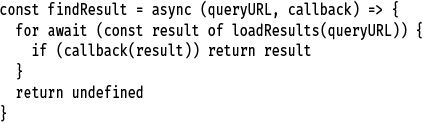 const findResult = async (queryURL, callback) => {
  for await (const result of loadResults(queryURL)) {
    if (callback(result)) return result
  }
  return undefined
}